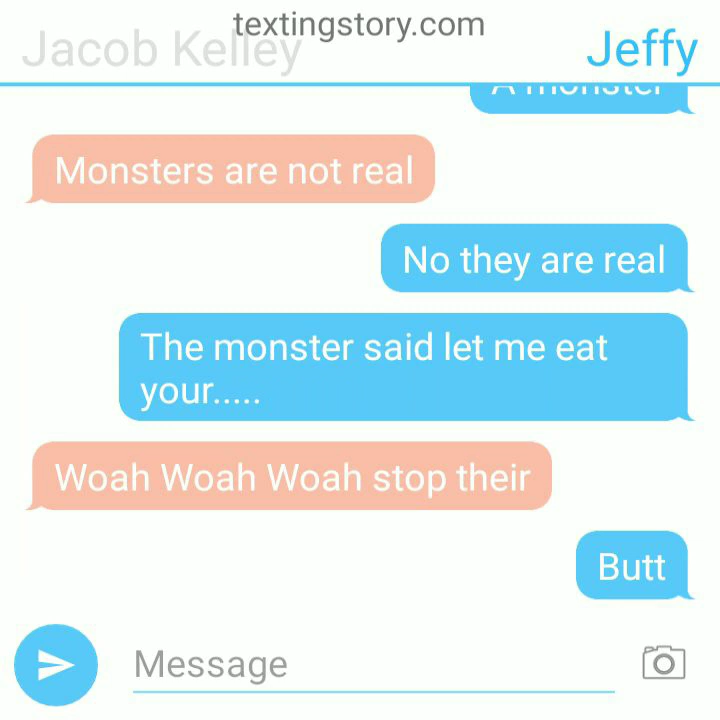 textingstory.com
Jacob Kelley
Jeffy
A monster
Monsters are not real
No they are real
The monster said let me eat
your.....
Woah Woah Woah stop their
Butt
Message